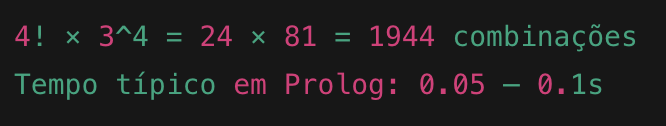 4! × 3^4 = 24 × 81 = 1944 combinações
Tempo típico em Prolog: 0.05 – 0.1s